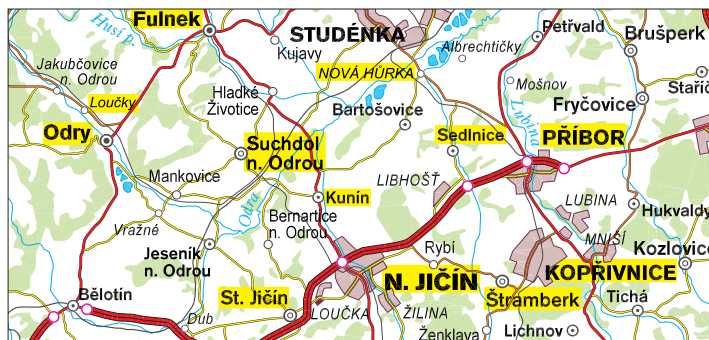 Fulnek
Husí p.
Kujavy
STUDÉNKA
Albrechtičky
Petřvald
Brušperk
Jakubčovice
n. Odrou
Loučky
NOVÁ HŮRKA
Mošnov
Hladké
Životice
Bartošovice
Lubina
Fryčovice
Staříč
Odry
Suchdol
n. Odrou
Sedlnice
PŘÍBOR
Mankovice
LIBHOŠŤ
Odra
Kunín
LUBINA
Hukvaldy
Vražné
Bernartice
n. Odrou
Jeseník
n. Odrou
Rybí
MNIŠÍ
Kozlovice
N. JIČÍN
KOPŘIVNICE
Bělotín
St. Jičín
Štramberk
Tichá
LOUČKA
ŽILINA
Dub
Ženklava
Lichnov